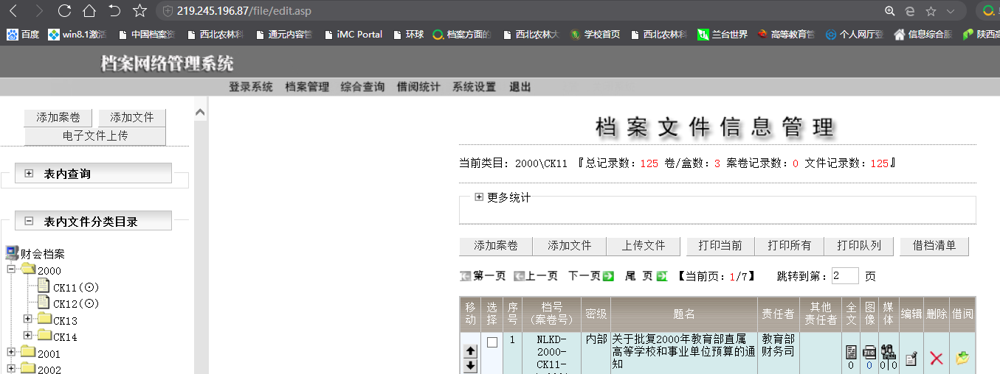 219.245.196.87/file/edit.asp
百度 win8.1激活 中国档案资 西北农林科 通元内容管 iMC Portal 环球 档案方面的 西北农林大 学校首页 西北农林科 兰台世界 高等教育管 个人网厅登 信息综合服 陕西高
档案网络管理系统
登录系统 档案管理 综合查询 借阅统计 系统设置 退出
添加案卷 添加文件
电子文件上传
表内查询
表内文件分类目录
财会档案
2000
CK11(⊙)
CK12(⊙)
CK13
CK14
2001
2002
档案文件信息管理
当前类目: 2000\CK11 『总记录数: 125 卷/盒数: 3 案卷记录数: 0 文件记录数: 125』
更多统计
添加案卷 添加文件 上传文件 打印当前 打印所有 打印队列 借档清单
第一页 上一页 下一页 尾 页 【当前页: 1/7】 跳转到第: 2 页
移动 选择 序号 档号(案卷号) 密级 题名 责任者 其他责任者 全文 图像 媒体 编辑 删除 借阅
1 NLKD-2000-CK11- 内部 关于批复2000年教育部直属高等学校和事业单位预算的通知 教育部财务司 0 0 0|0